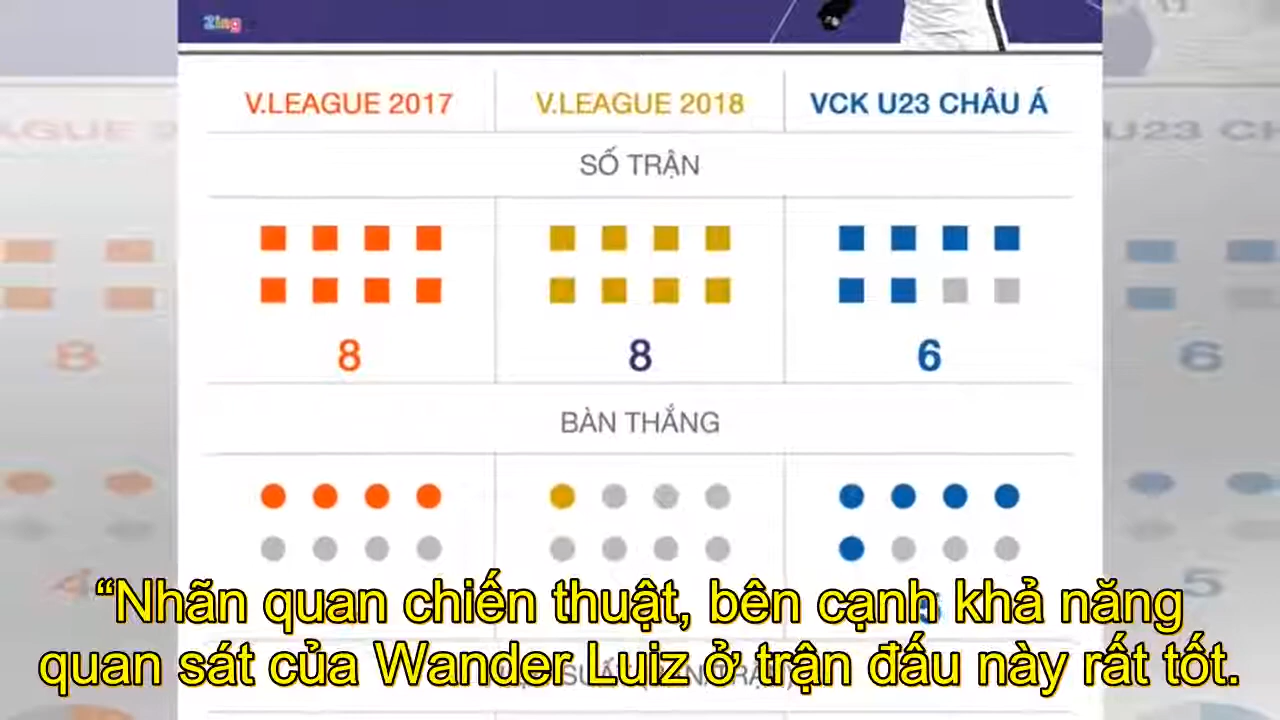 Zing
V.LEAGUE 2017 V.LEAGUE 2018 VCK U23 CHÂU Á
SỐ TRẬN
8 8 6
BÀN THẮNG
“Nhãn quan chiến thuật, bên cạnh khả năng
quan sát của Wander Luiz ở trận đấu này rất tốt.